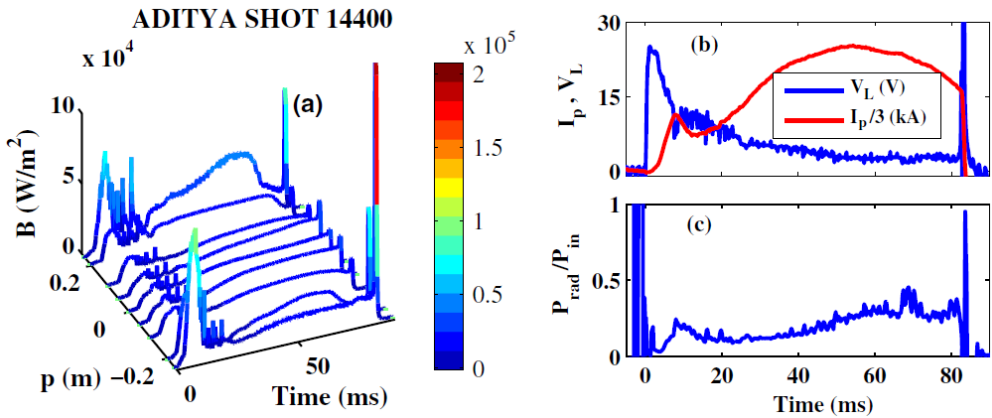 ADITYA SHOT 14400
x 10^4
x 10^5
(a)
10
5
0
B (W/m^2)
0.2
0
−0.2
p (m)
0
50
Time (ms)
2
1.5
1
0.5
0
(b)
30
15
0
I_p , V_L
V_L (V)
I_p/3 (kA)
(c)
1
0.5
0
P_rad/P_in
0
20
40
60
80
Time (ms)